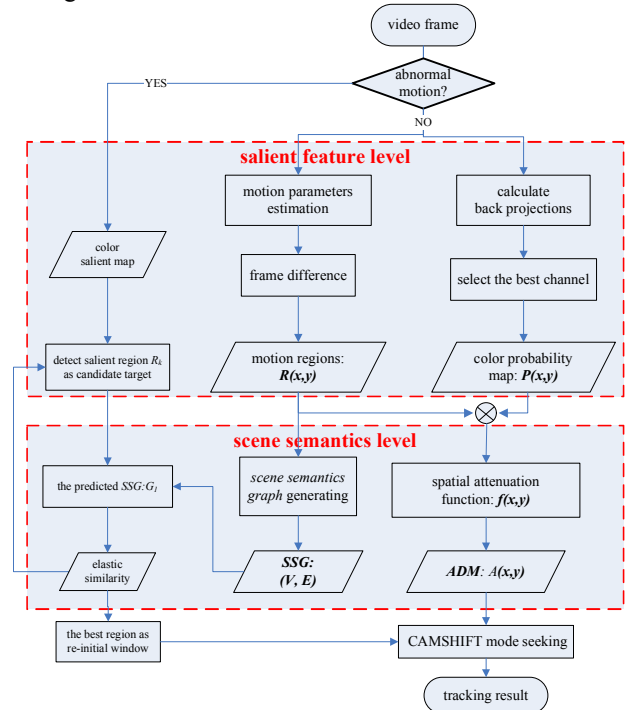 video frame
abnormal
motion?
YES
NO
salient feature level
motion parameters
estimation
calculate
back projections
color
salient map
frame difference
select the best channel
detect salient region Rk
as candidate target
motion regions:
R(x,y)
color probability
map: P(x,y)
scene semantics level
the predicted SSG:G1
scene semantics
graph generating
spatial attenuation
function: f(x,y)
elastic
similarity
SSG:
(V, E)
ADM: A(x,y)
the best region as
re-initial window
CAMSHIFT mode seeking
tracking result